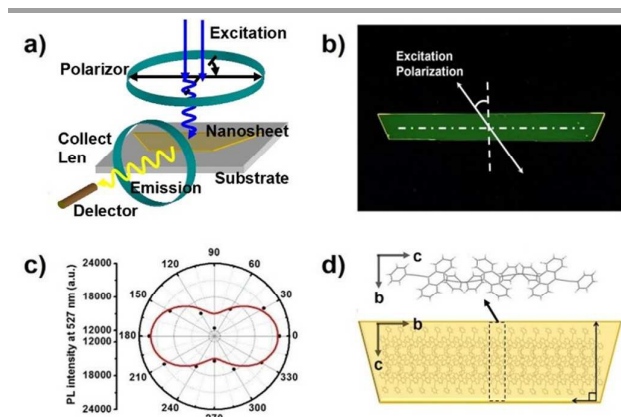 a)
Excitation
Polarizor
Collect
Len
Nanosheet
Emission
Substrate
Delector
b)
Excitation
Polarization
c)
PL intensity at 527 nm (a.u.)
24000
18000
12000
12000
18000
24000
90
60
30
0
330
300
270
240
210
180
150
120
d)
c
b
b
c